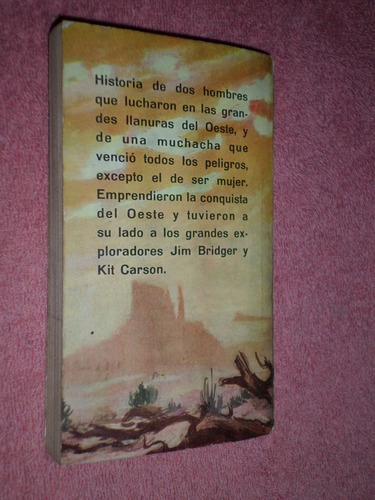 Historia de dos hombres
que lucharon en las gran-
des llanuras del Oeste, y
de una muchacha que
venció todos los peligros,
excepto el de ser mujer.
Emprendieron la conquista
del Oeste y tuvieron a
su lado a los grandes ex-
ploradores Jim Bridger y
Kit Carson.